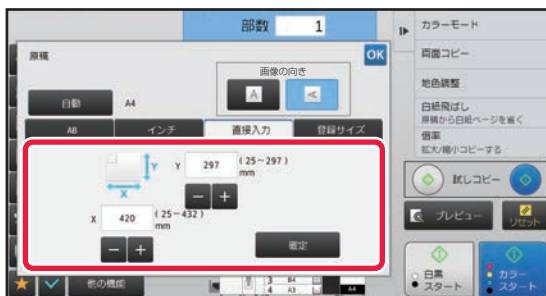 部数 1
原稿
OK
画像の向き
A
A
自動 A4
AB インチ 直接入力 登録サイズ
Y
X
Y 297 (25~297) mm
X 420 (25~432) mm
確定
他の機能
3 B4
4 A3
A4
カラーモード
両面コピー
地色調整
白紙飛ばし
原稿から白紙ページを省く
倍率
拡大/縮小コピーする
試しコピー
プレビュー
リセット
白黒
スタート
カラー
スタート